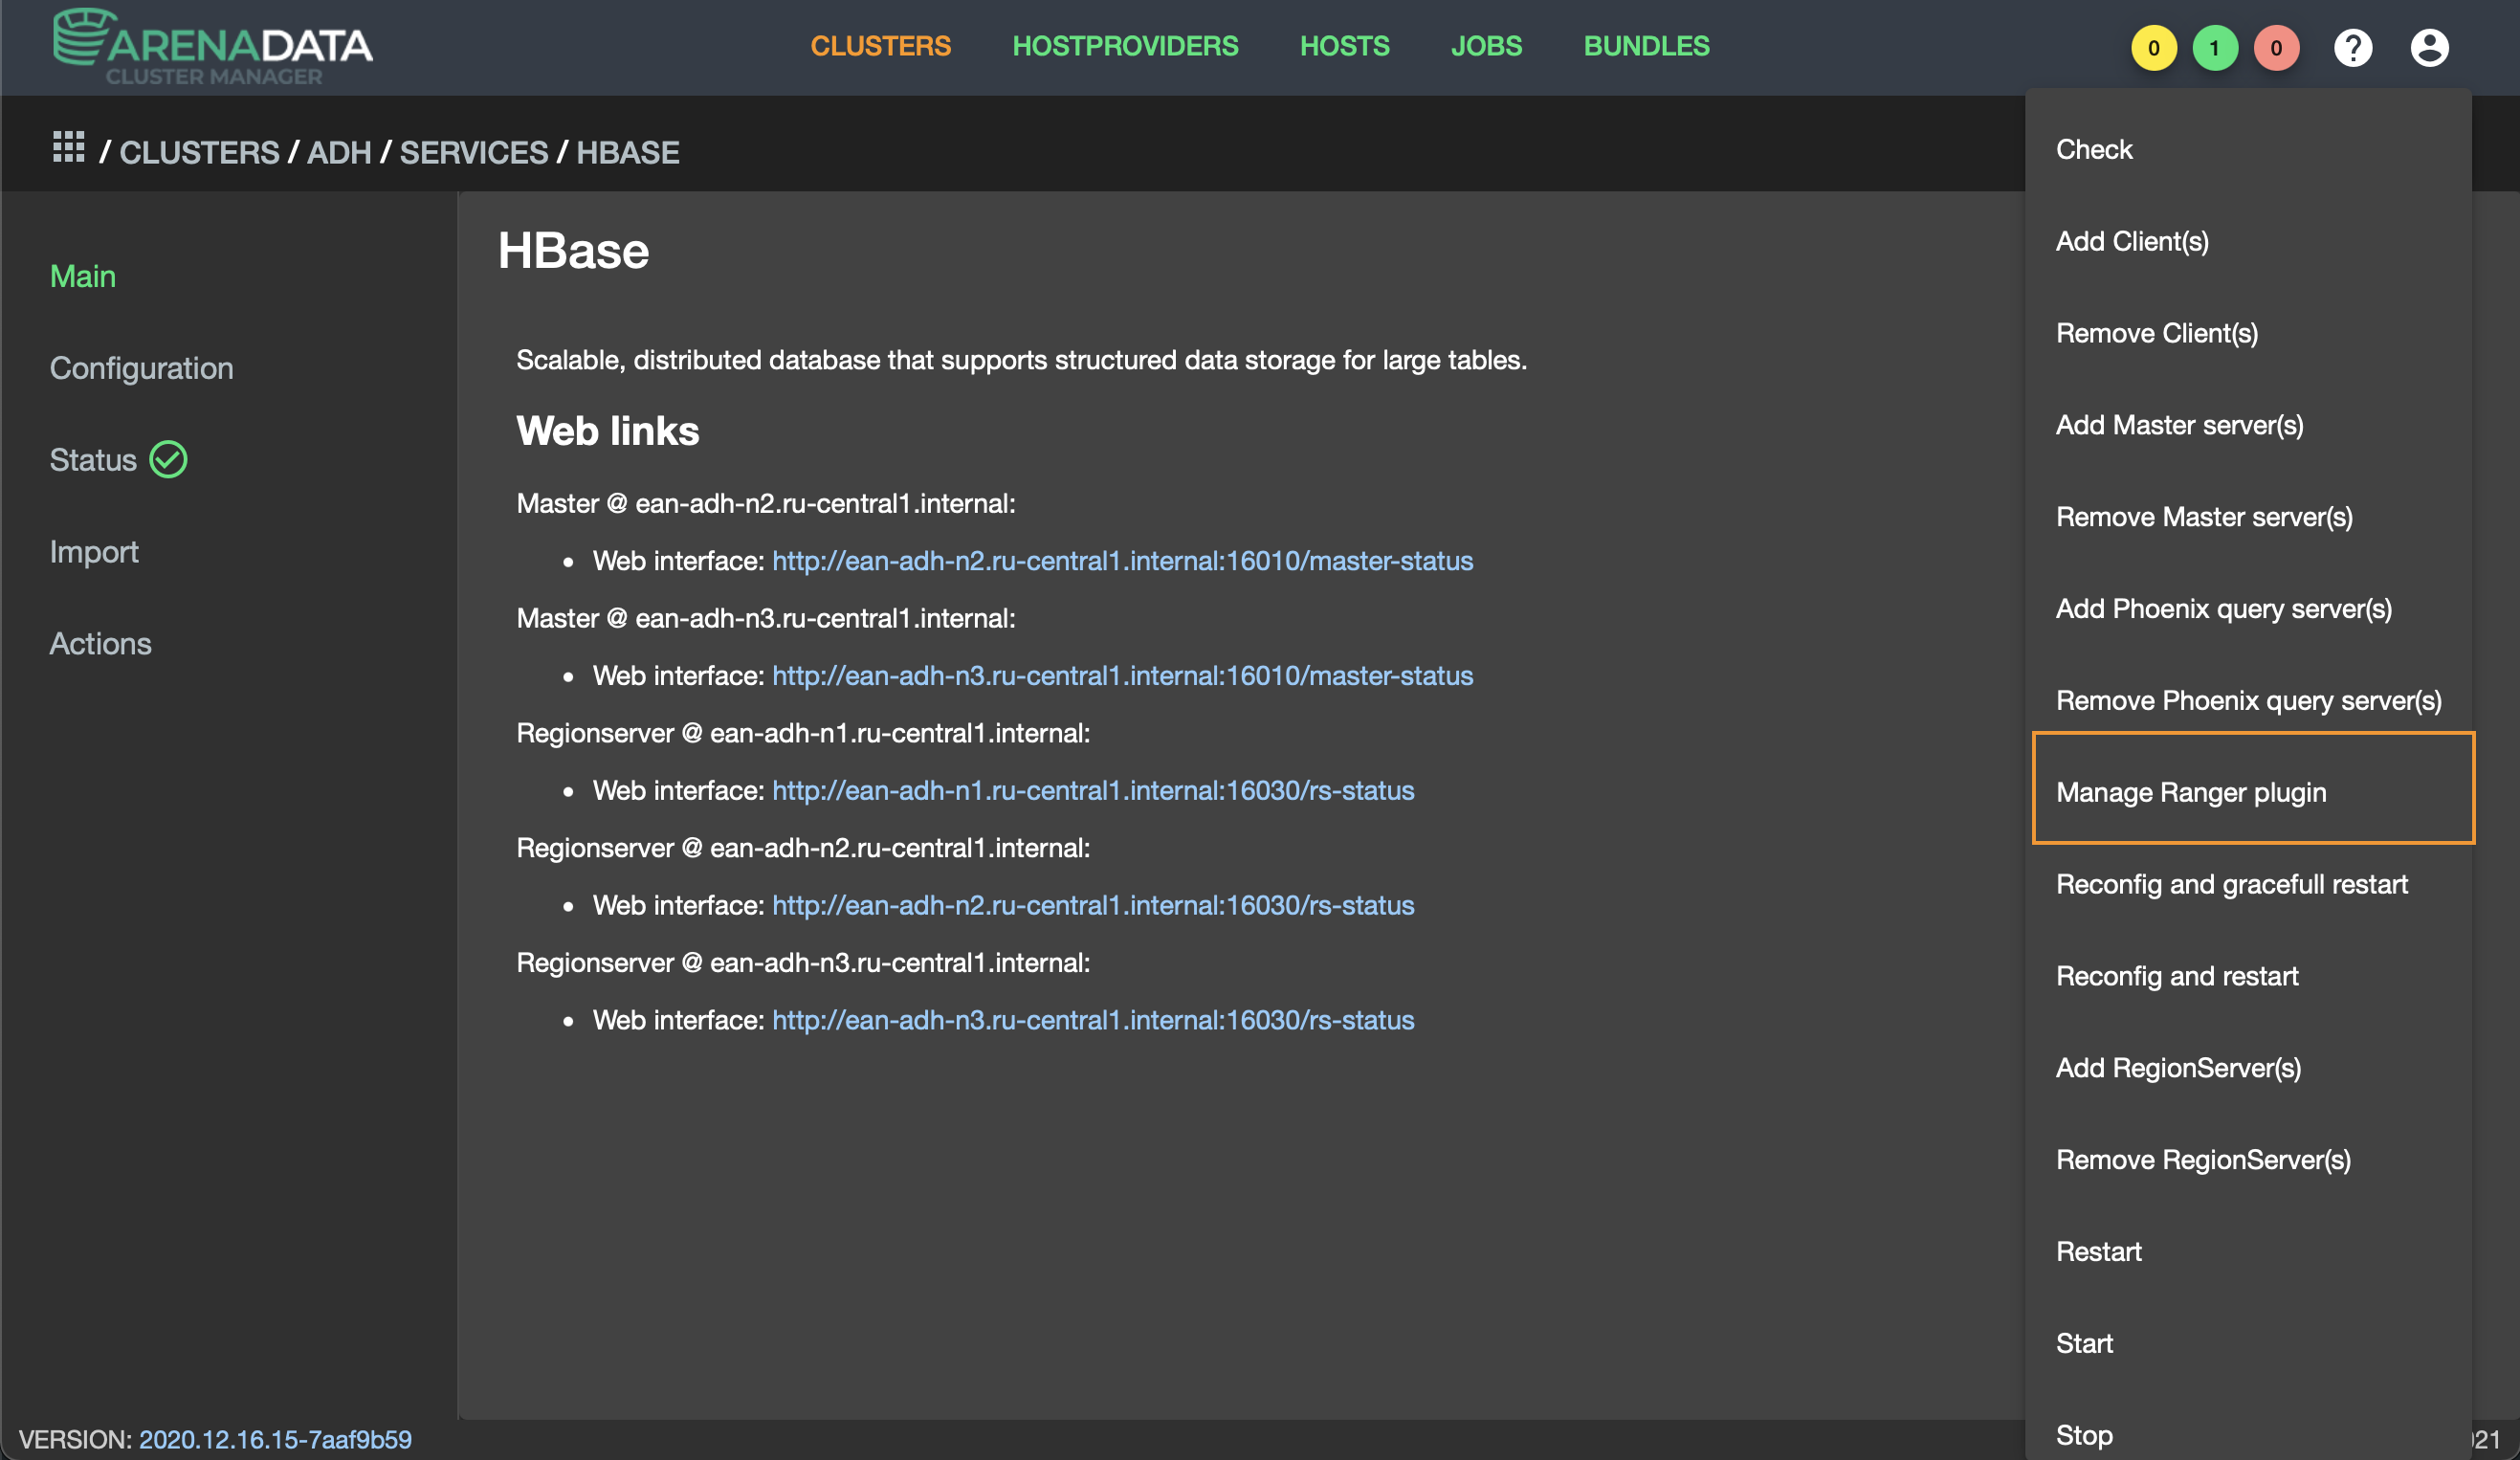 ARENADATA
CLUSTER MANAGER
CLUSTERS
HOSTPROVIDERS
HOSTS
JOBS
BUNDLES
0
1
0
?
/ CLUSTERS / ADH / SERVICES / HBASE
Main
Configuration
Status
Import
Actions
HBase
Scalable, distributed database that supports structured data storage for large tables.
Web links
Master @ ean-adh-n2.ru-central1.internal:
• Web interface: http://ean-adh-n2.ru-central1.internal:16010/master-status
Master @ ean-adh-n3.ru-central1.internal:
• Web interface: http://ean-adh-n3.ru-central1.internal:16010/master-status
Regionserver @ ean-adh-n1.ru-central1.internal:
• Web interface: http://ean-adh-n1.ru-central1.internal:16030/rs-status
Regionserver @ ean-adh-n2.ru-central1.internal:
• Web interface: http://ean-adh-n2.ru-central1.internal:16030/rs-status
Regionserver @ ean-adh-n3.ru-central1.internal:
• Web interface: http://ean-adh-n3.ru-central1.internal:16030/rs-status
Check
Add Client(s)
Remove Client(s)
Add Master server(s)
Remove Master server(s)
Add Phoenix query server(s)
Remove Phoenix query server(s)
Manage Ranger plugin
Reconfig and gracefull restart
Reconfig and restart
Add RegionServer(s)
Remove RegionServer(s)
Restart
Start
Stop
VERSION: 2020.12.16.15-7aaf9b59